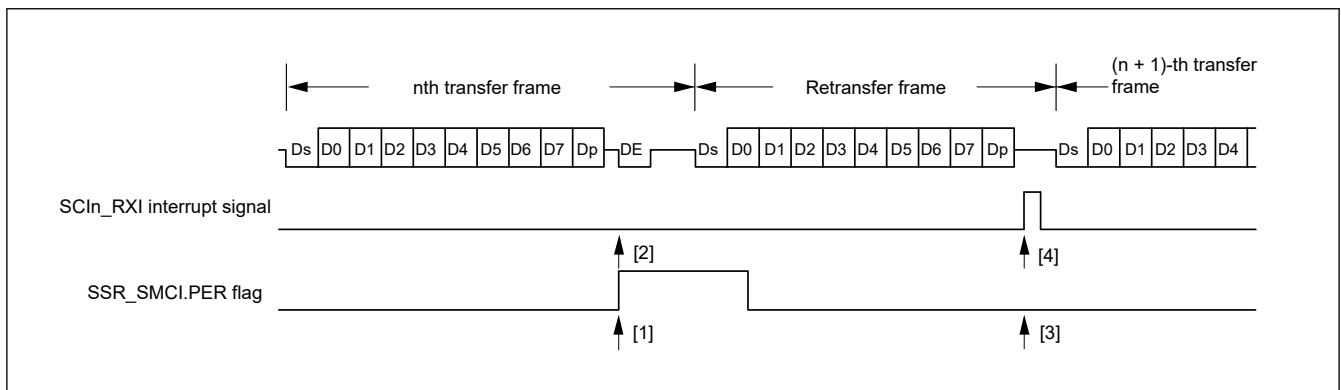 nth transfer frame
Retransfer frame
(n + 1)-th transfer
frame
Ds D0 D1 D2 D3 D4 D5 D6 D7 Dp DE Ds D0 D1 D2 D3 D4 D5 D6 D7 Dp Ds D0 D1 D2 D3 D4
SCIn_RXI interrupt signal
[2]
[4]
SSR_SMCI.PER flag
[1]
[3]